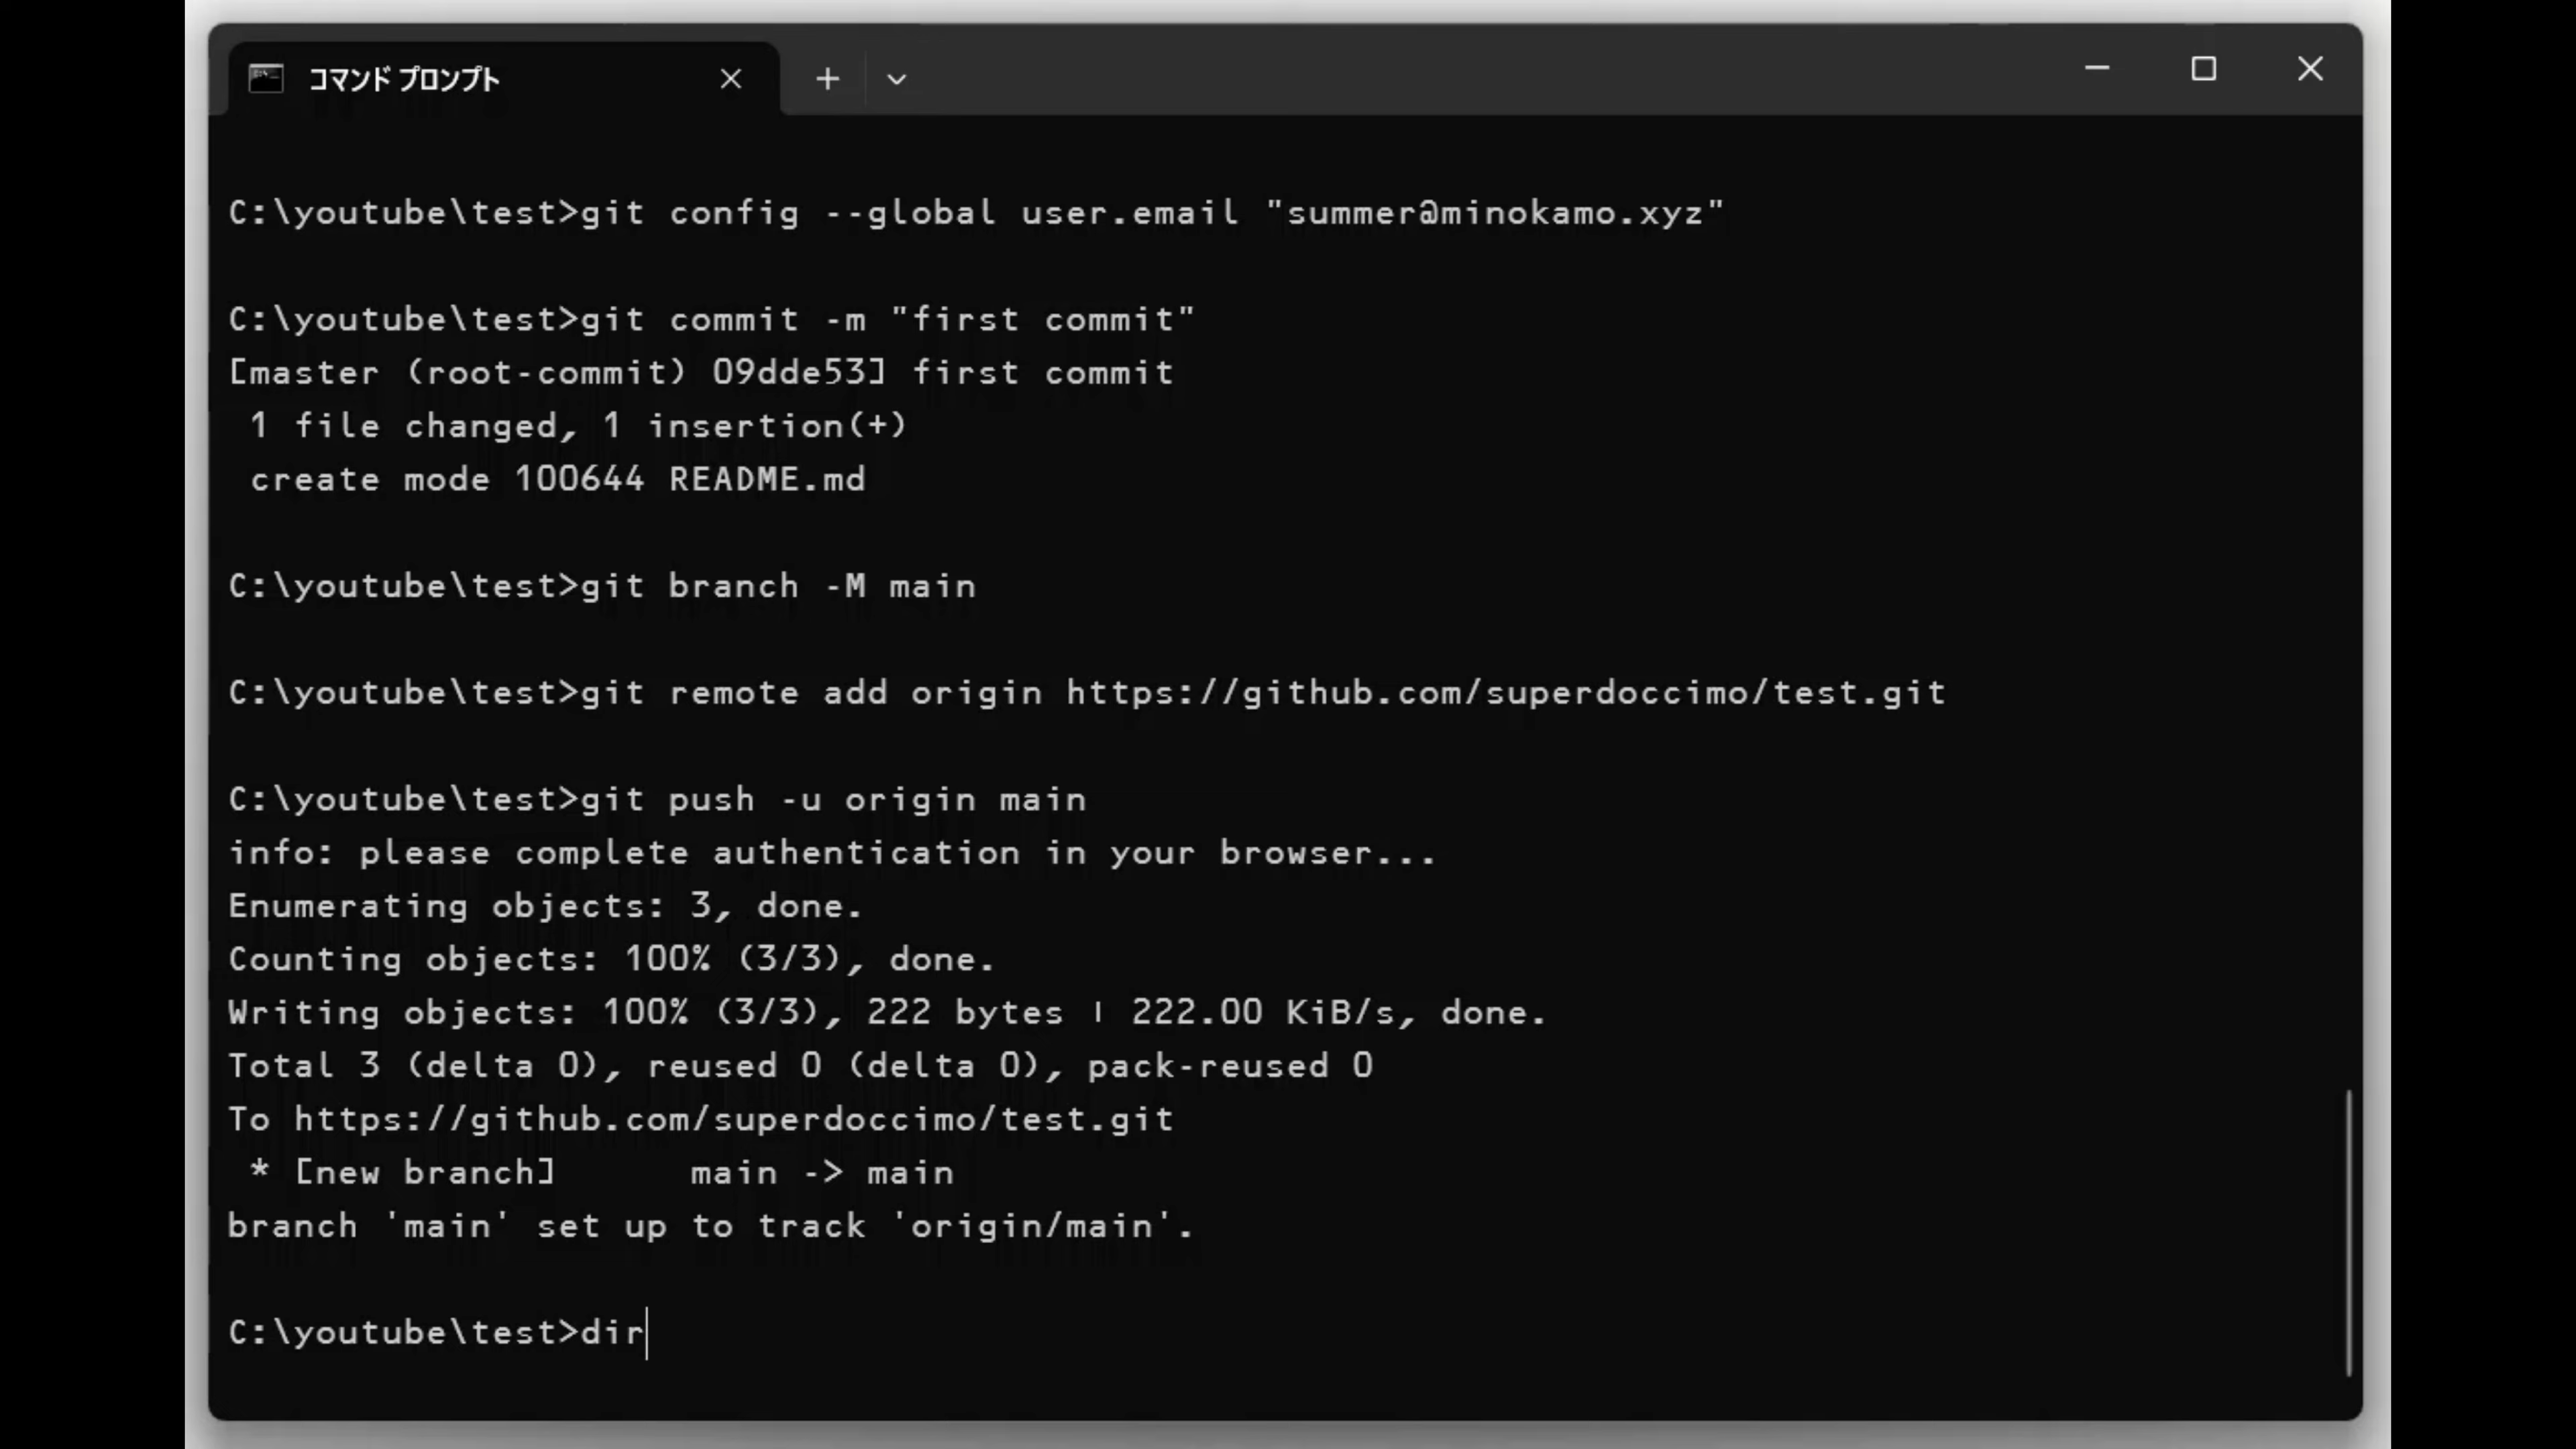 コマンド プロンプト
C:\youtube\test>git config --global user.email "summer@minokamo.xyz"
C:\youtube\test>git commit -m "first commit"
[master (root-commit) 09dde53] first commit
 1 file changed, 1 insertion(+)
 create mode 100644 README.md
C:\youtube\test>git branch -M main
C:\youtube\test>git remote add origin https://github.com/superdoccimo/test.git
C:\youtube\test>git push -u origin main
info: please complete authentication in your browser...
Enumerating objects: 3, done.
Counting objects: 100% (3/3), done.
Writing objects: 100% (3/3), 222 bytes | 222.00 KiB/s, done.
Total 3 (delta 0), reused 0 (delta 0), pack-reused 0
To https://github.com/superdoccimo/test.git
 * [new branch]      main -> main
branch 'main' set up to track 'origin/main'.
C:\youtube\test>dir